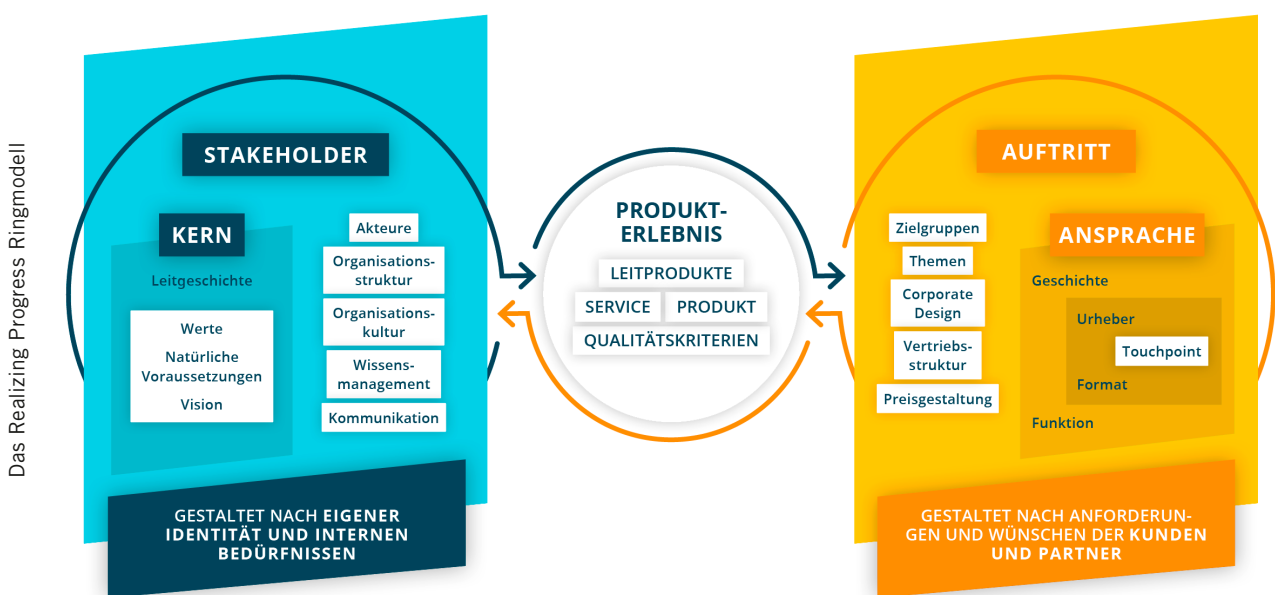 Das Realizing Progress Ringmodell
STAKEHOLDER
KERN
Leitgeschichte
Werte
Natürliche
Voraussetzungen
Vision
Akteure
Organisations-
struktur
Organisations-
kultur
Wissens-
management
Kommunikation
GESTALTET NACH EIGENER
IDENTITÄT UND INTERNEN
BEDÜRFNISSEN
PRODUKT-
ERLEBNIS
LEITPRODUKTE
SERVICE
PRODUKT
QUALITÄTSKRITERIEN
AUFTRITT
Zielgruppen
Themen
Corporate
Design
Vertriebs-
struktur
Preisgestaltung
ANSPRACHE
Geschichte
Urheber
Touchpoint
Format
Funktion
GESTALTET NACH ANFORDERUN-
GEN UND WÜNSCHEN DER KUNDEN
UND PARTNER